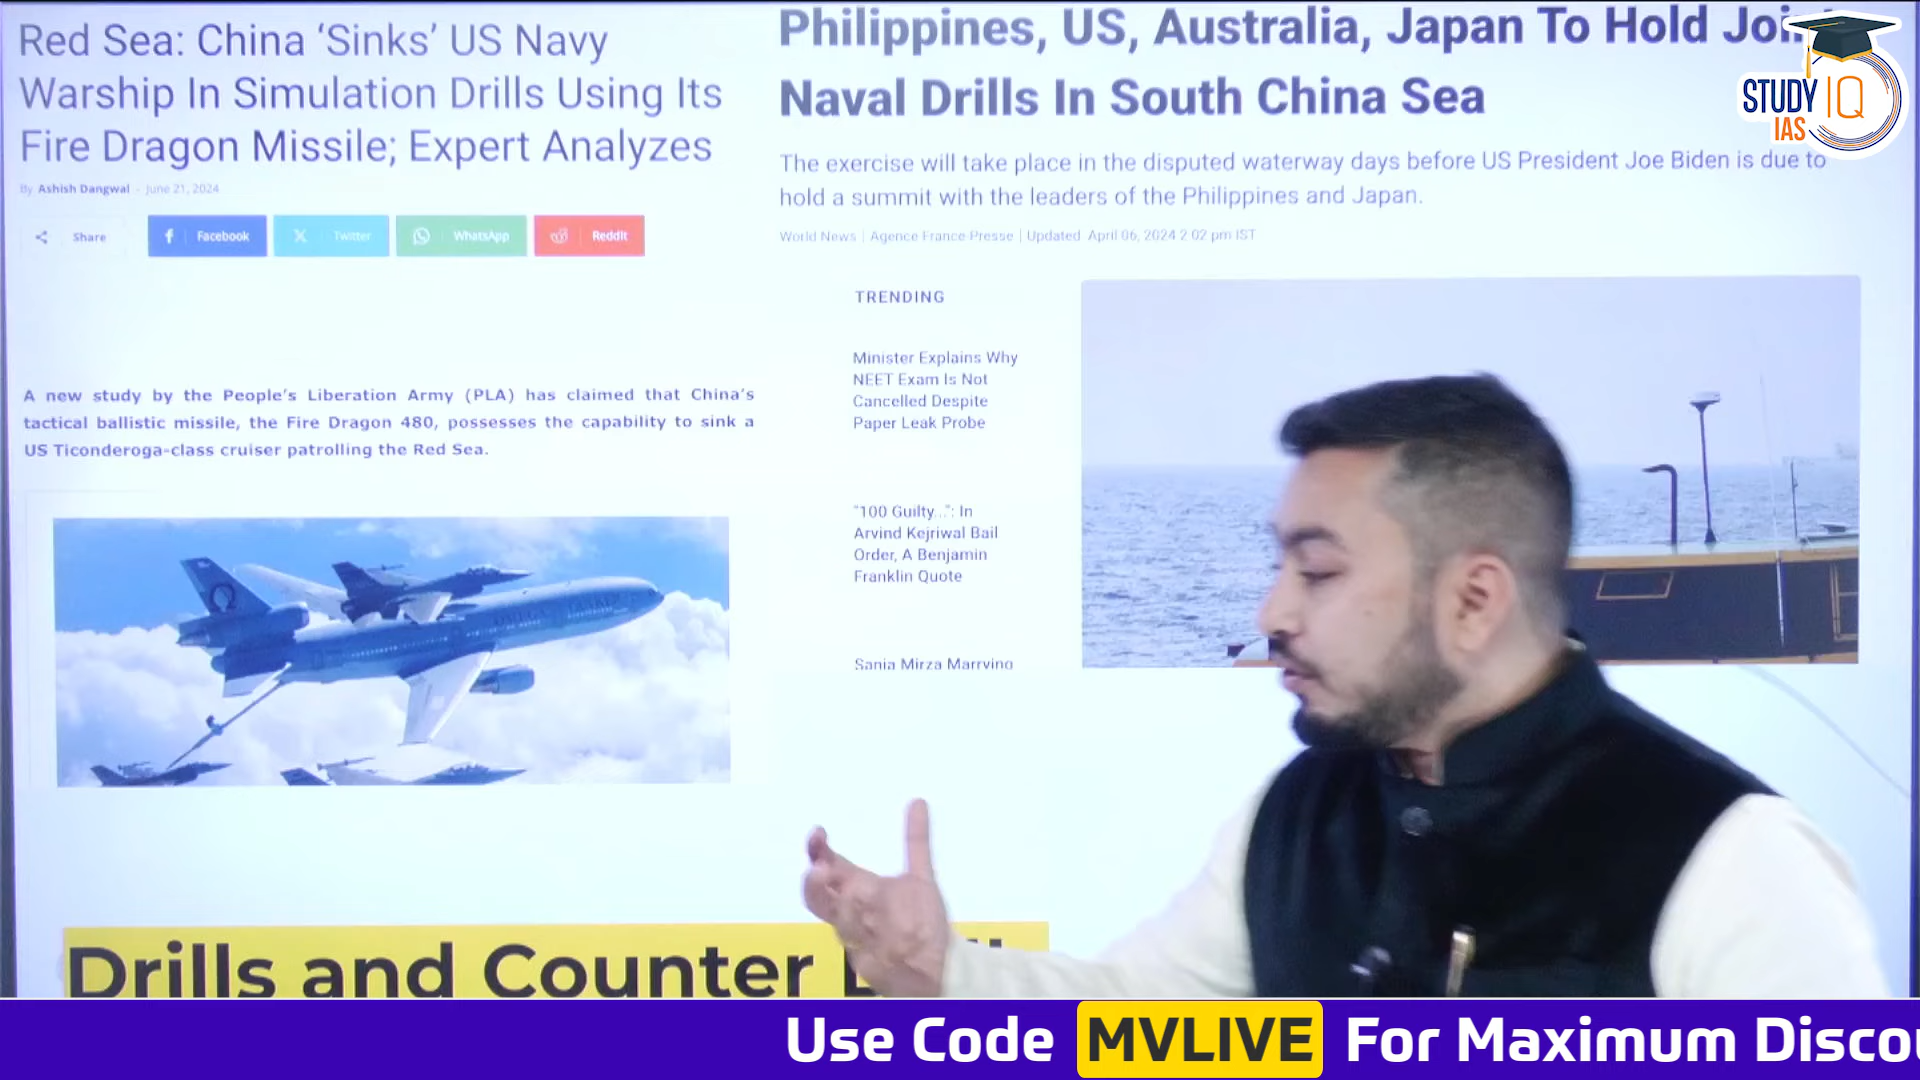 Red Sea: China ‘Sinks’ US Navy
Warship In Simulation Drills Using Its
Fire Dragon Missile; Expert Analyzes
By Ashish Dangwal - June 21, 2024
Share
Facebook
Twitter
WhatsApp
ReddIt
A new study by the People’s Liberation Army (PLA) has claimed that China’s
tactical ballistic missile, the Fire Dragon 480, possesses the capability to sink a
US Ticonderoga-class cruiser patrolling the Red Sea.
Philippines, US, Australia, Japan To Hold
Naval Drills In South China Sea
The exercise will take place in the disputed waterway days before US President Joe Biden is due to
hold a summit with the leaders of the Philippines and Japan.
World News | Agence France-Presse | Updated April 06, 2024 2:02 pm IST
TRENDING
Minister Explains Why
NEET Exam Is Not
Cancelled Despite
Paper Leak Probe
"100 Guilty...": In
Arvind Kejriwal Bail
Order, A Benjamin
Franklin Quote
Sania Mirza Marrying
STUDY IQ
IAS
Drills and Counter
Use Code MVLIVE For Maximum